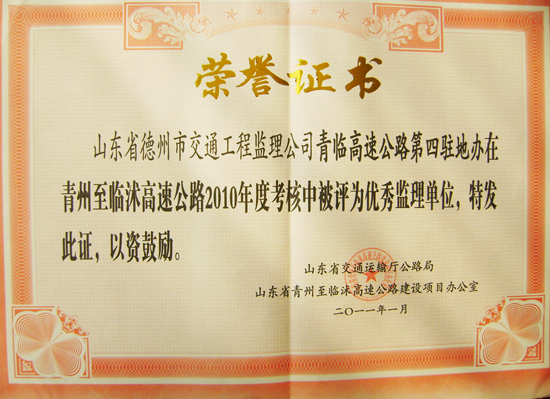 荣誉证书
山东省德州市交通工程监理公司青临高速公路第四驻地办在
青州至临沭高速公路2010年度考核中被评为优秀监理单位，特发
此证，以资鼓励。
山东省交通运输厅公路局
山东省青州至临沭高速公路建设项目办公室
二〇一一年一月